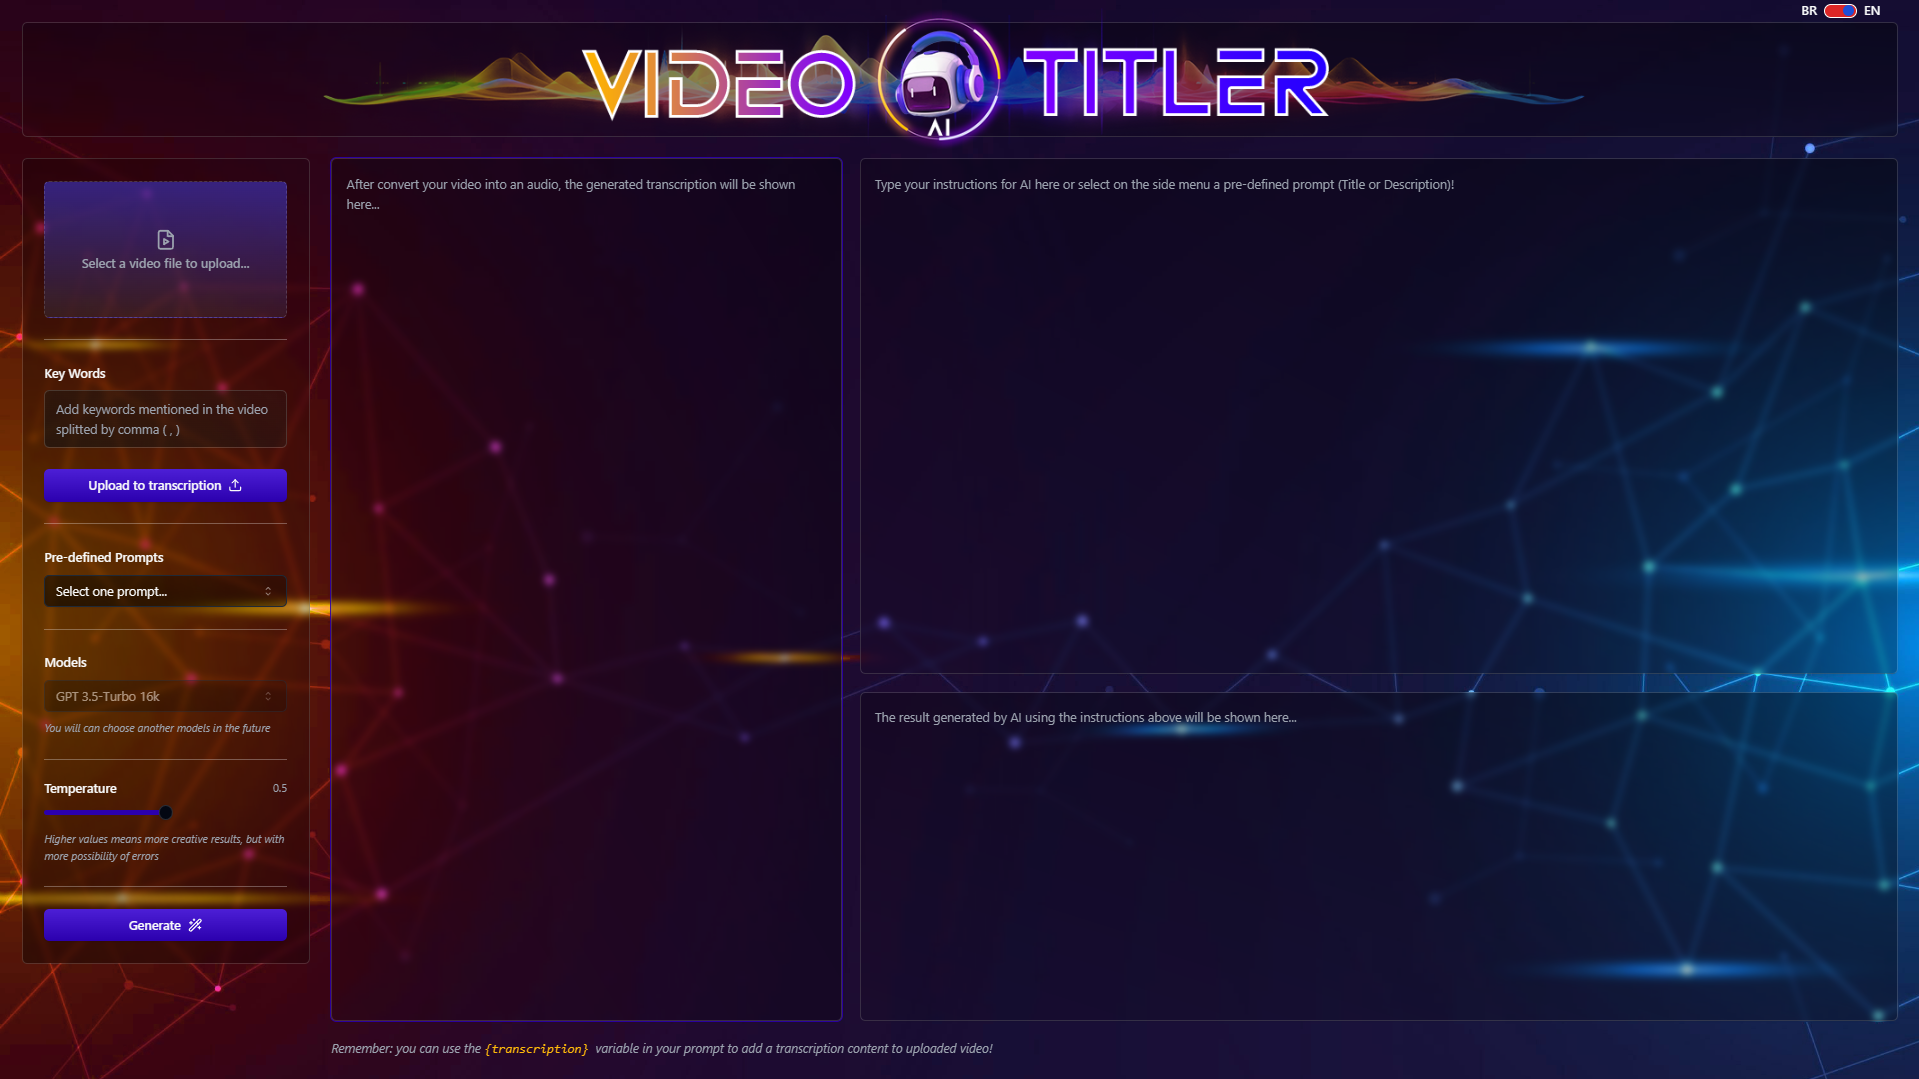 BR EN
VIDEO AI TITLER
Select a video file to upload...
Key Words
Add keywords mentioned in the video
splitted by comma ( , )
Upload to transcription
Pre-defined Prompts
Select one prompt...
Models
GPT 3.5-Turbo 16k
You will can choose another models in the future
Temperature 0.5
Higher values means more creative results, but with
more possibility of errors
Generate
After convert your video into an audio, the generated transcription will be shown
here...
Type your instructions for AI here or select on the side menu a pre-defined prompt (Title or Description)!
The result generated by AI using the instructions above will be shown here...
Remember: you can use the {transcription} variable in your prompt to add a transcription content to uploaded video!